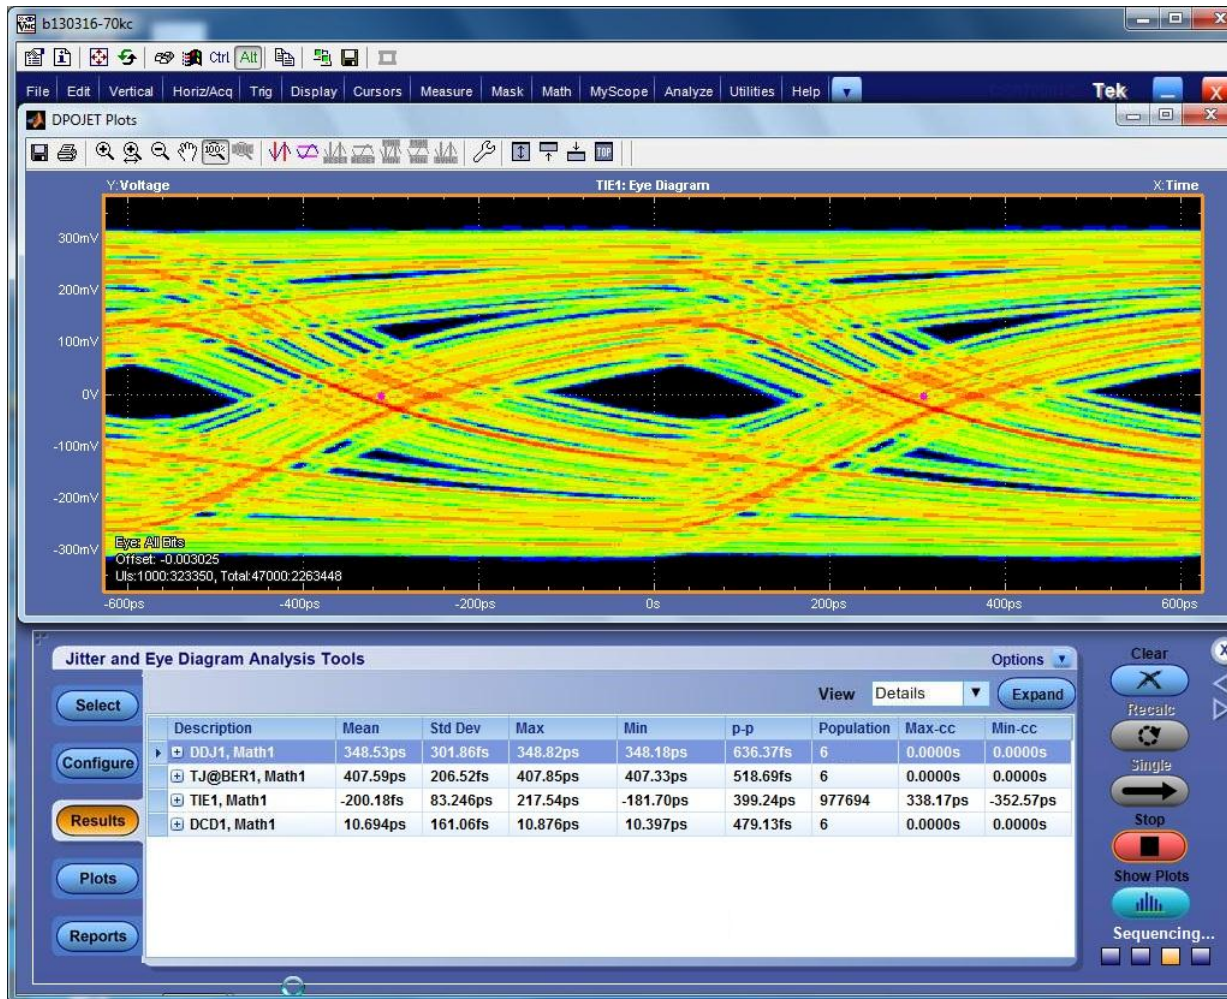 b130316-70kc
Ctrl Alt
File Edit Vertical Horiz/Acq Trig Display Cursors Measure Mask Math MyScope Analyze Utilities Help Tek
DPOJET Plots
100%
TOP
Y:Voltage TIE1: Eye Diagram X:Time
300mV
200mV
100mV
0V
-100mV
-200mV
-300mV
Eye: All Bits
Offset: -0.003025
UIs:1000:323350, Total:47000:2263448
-600ps -400ps -200ps 0s 200ps 400ps 600ps
Jitter and Eye Diagram Analysis Tools Options Clear
Select View Details Expand
Recalc
Description Mean Std Dev Max Min p-p Population Max-cc Min-cc
DDJ1, Math1 348.53ps 301.86fs 348.82ps 348.18ps 636.37fs 6 0.0000s 0.0000s
Configure Single
TJ@BER1, Math1 407.59ps 206.52fs 407.85ps 407.33ps 518.69fs 6 0.0000s 0.0000s
TIE1, Math1 -200.18fs 83.246ps 217.54ps -181.70ps 399.24ps 977694 338.17ps -352.57ps
Results Stop
DCD1, Math1 10.694ps 161.06fs 10.876ps 10.397ps 479.13fs 6 0.0000s 0.0000s
Plots Show Plots
Reports Sequencing...